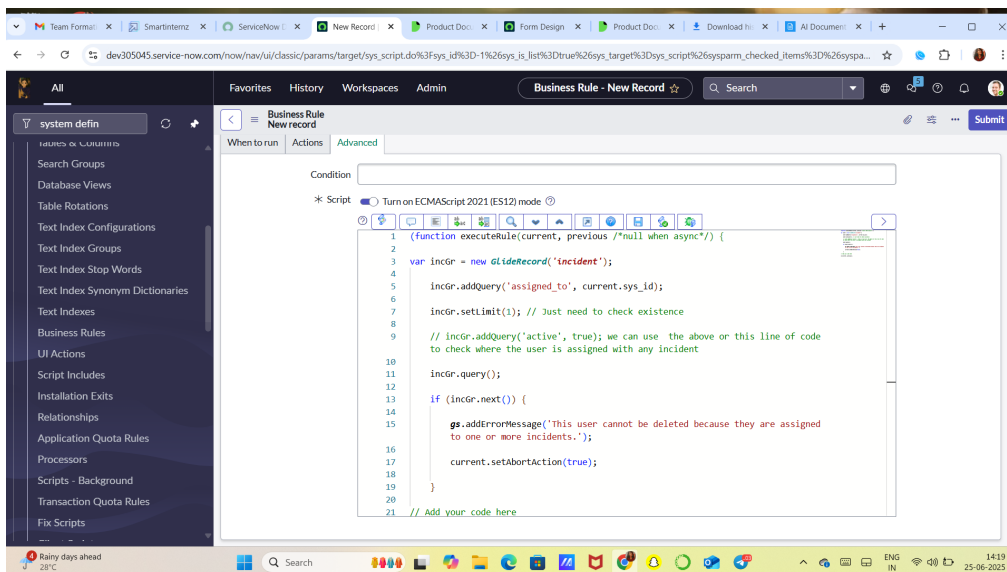 Team Format
Smartinternz
ServiceNow D
New Record |
Product Doc
Form Design
Product Doc
Download hi
AI Document
dev305045.service-now.com/now/nav/ui/classic/params/target/sys_script.do%3Fsys_id%3D-1%26sys_is_list%3Dtrue%26sys_target%3Dsys_script%26sysparm_checked_items%3D%26syspa...
All
Favorites
History
Workspaces
Admin
Business Rule - New Record
Search
5
system defin
Business Rule
New record
Submit
When to run
Actions
Advanced
Tables & Columns
Search Groups
Database Views
Table Rotations
Text Index Configurations
Text Index Groups
Text Index Stop Words
Text Index Synonym Dictionaries
Text Indexes
Business Rules
UI Actions
Script Includes
Installation Exits
Relationships
Application Quota Rules
Processors
Scripts - Background
Transaction Quota Rules
Fix Scripts
Condition
Script
Turn on ECMAScript 2021 (ES12) mode
1 (function executeRule(current, previous /*null when async*/) {
2
3 var incGr = new GlideRecord('incident');
4
5 incGr.addQuery('assigned_to', current.sys_id);
6
7 incGr.setLimit(1); // Just need to check existence
8
9 // incGr.addQuery('active', true); we can use the above or this line of code
to check where the user is assigned with any incident
10
11 incGr.query();
12
13 if (incGr.next()) {
14
15 gs.addErrorMessage('This user cannot be deleted because they are assigned
to one or more incidents.');
16
17 current.setAbortAction(true);
18
19 }
20
21 // Add your code here
Rainy days ahead
28°C
Search
ENG
IN
14:19
25-06-2025